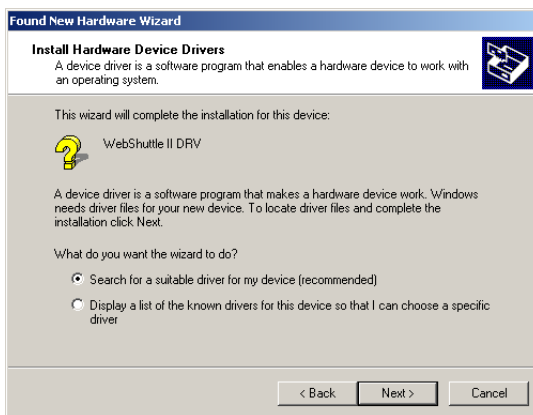 Found New Hardware Wizard
Install Hardware Device Drivers
A device driver is a software program that enables a hardware device to work with
an operating system.
This wizard will complete the installation for this device:
WebShuttle II DRV
A device driver is a software program that makes a hardware device work. Windows
needs driver files for your new device. To locate driver files and complete the
installation click Next.
What do you want the wizard to do?
Search for a suitable driver for my device (recommended)
Display a list of the known drivers for this device so that I can choose a specific
driver
< Back Next > Cancel